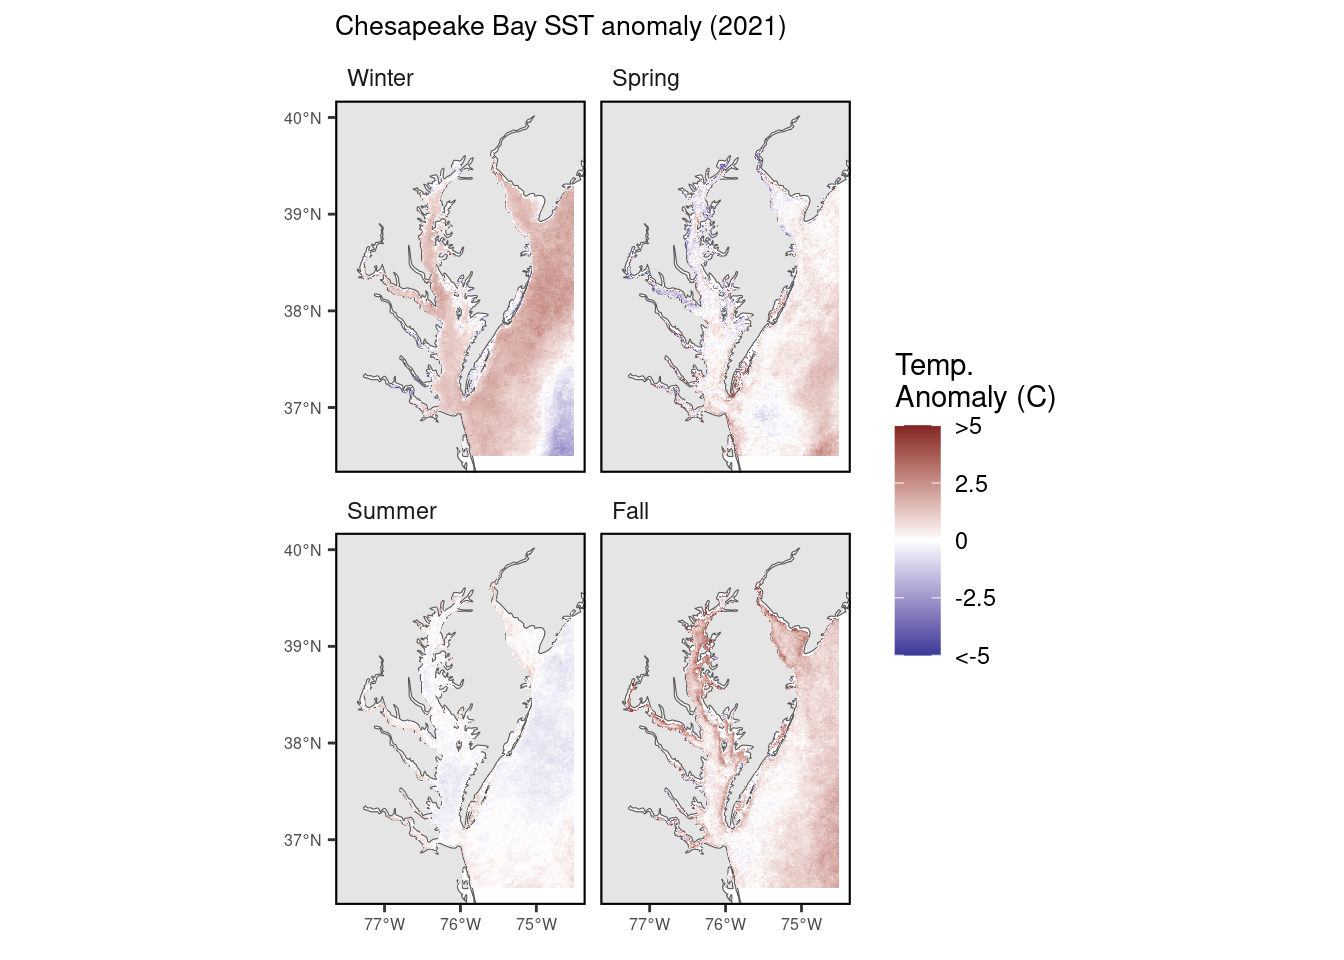 Chesapeake Bay SST anomaly (2021)
Winter
Spring
40°N
39°N
38°N
37°N
Temp.
Anomaly (C)
>5
2.5
0
-2.5
<-5
Summer
Fall
40°N
39°N
38°N
37°N
77°W 76°W 75°W
77°W 76°W 75°W